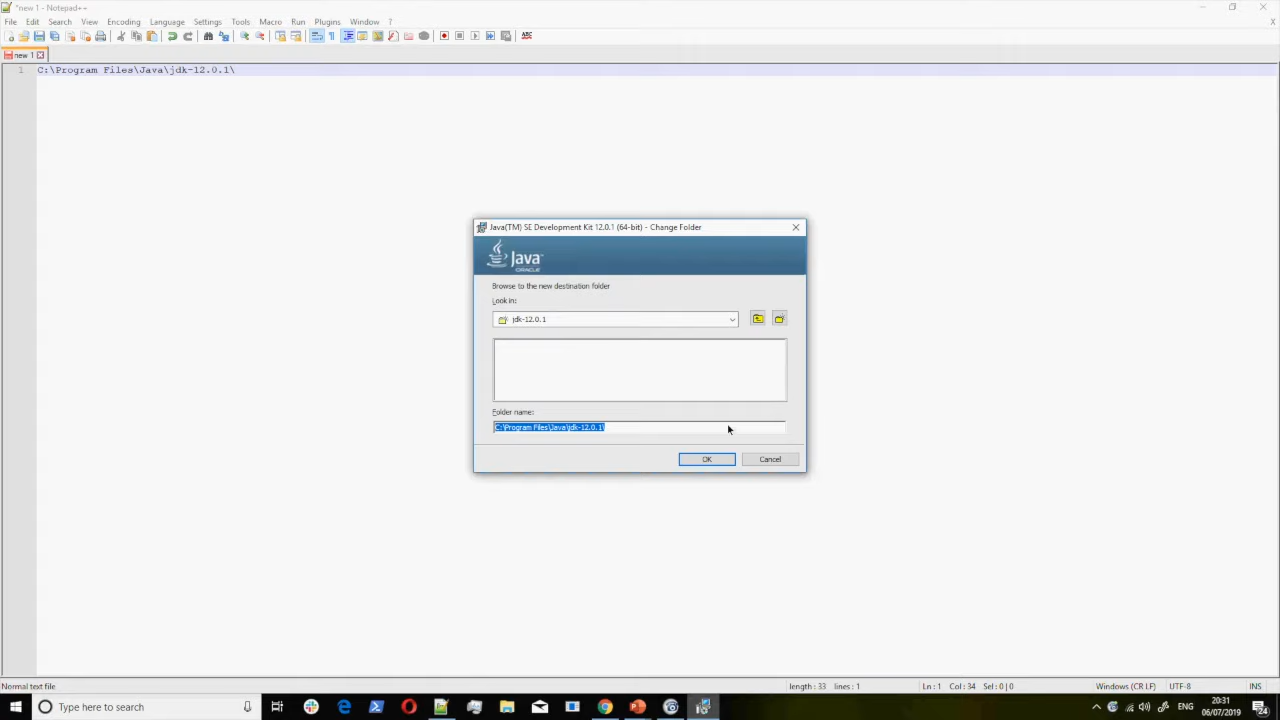 *new 1 - Notepad++
File Edit Search View Encoding Language Settings Tools Macro Run Plugins Window ?
new 1
1 C:\Program Files\Java\jdk-12.0.1\
Java(TM) SE Development Kit 12.0.1 (64-bit) - Change Folder
Java
ORACLE
Browse to the new destination folder
Look in:
jdk-12.0.1
Folder name:
C:\Program Files\Java\jdk-12.0.1\
OK Cancel
Normal text file length : 33 lines : 1 Ln : 1 Col : 34 Sel : 0 | 0 Windows (CR LF) UTF-8 INS
Type here to search
ENG
20:31
06/07/2019
24